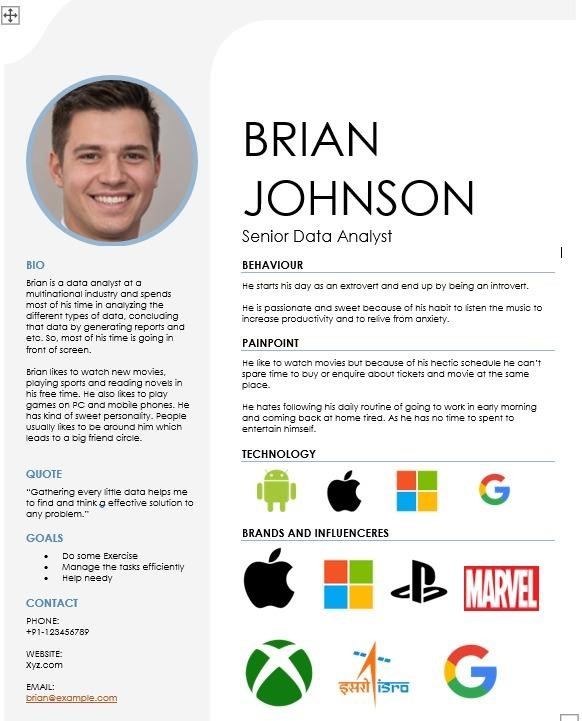 BRIAN
JOHNSON
Senior Data Analyst
BIO
Brian is a data analyst at a
multinational industry and spends
most of his time in analyzing the
different types of data, concluding
that data by generating reports and
etc. So, most of his time is going in
front of screen.
Brian likes to watch new movies,
playing sports and reading novels in
his free time. He also likes to play
games on PC and mobile phones. He
has kind of sweet personality. People
usually likes to be around him which
leads to a big friend circle.
QUOTE
“Gathering every little data helps me
to find and think a effective solution to
any problem.”
GOALS
• Do some Exercise
• Manage the tasks efficiently
• Help needy
CONTACT
PHONE:
+91-123456789
WEBSITE:
Xyz.com
EMAIL:
brian@example.com
BEHAVIOUR
He starts his day as an extrovert and end up by being an introvert.
He is passionate and sweet because of his habit to listen the music to
increase productivity and to relive from anxiety.
PAINPOINT
He like to watch movies but because of his hectic schedule he can’t
spare time to buy or enquire about tickets and movie at the same
place.
He hates following his daily routine of going to work in early morning
and coming back at home tired. As he has no time to spent to
entertain himself.
TECHNOLOGY
G
BRANDS AND INFLUENCERES
MARVEL
इसरो isro
G